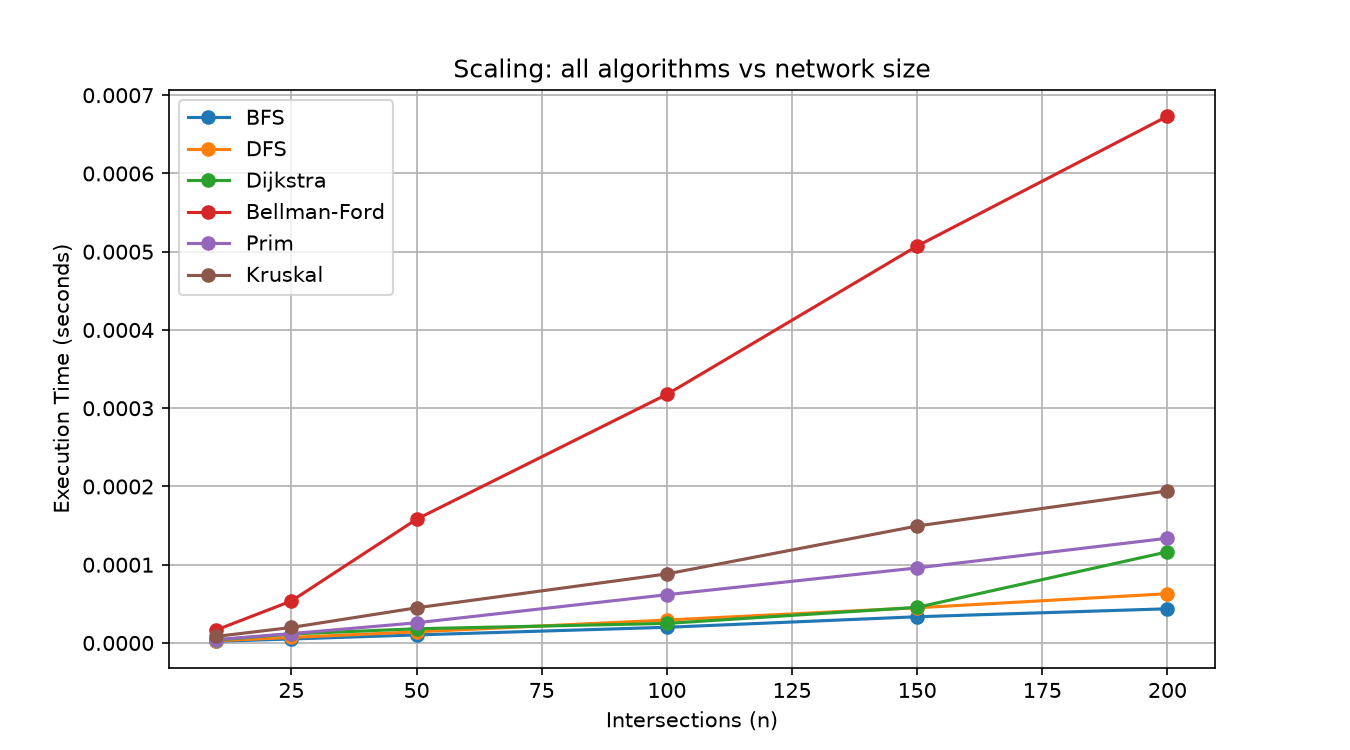 Scaling: all algorithms vs network size
0.0007
0.0006
0.0005
0.0004
0.0003
0.0002
0.0001
0.0000
Execution Time (seconds)
BFS
DFS
Dijkstra
Bellman-Ford
Prim
Kruskal
25 50 75 100 125 150 175 200
Intersections (n)